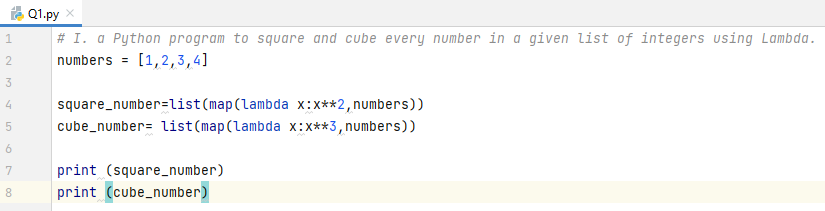 Q1.py
1 # I. a Python program to square and cube every number in a given list of integers using Lambda.
2 numbers = [1,2,3,4]
3
4 square_number=list(map(lambda x:x**2,numbers))
5 cube_number= list(map(lambda x:x**3,numbers))
6
7 print (square_number)
8 print (cube_number)